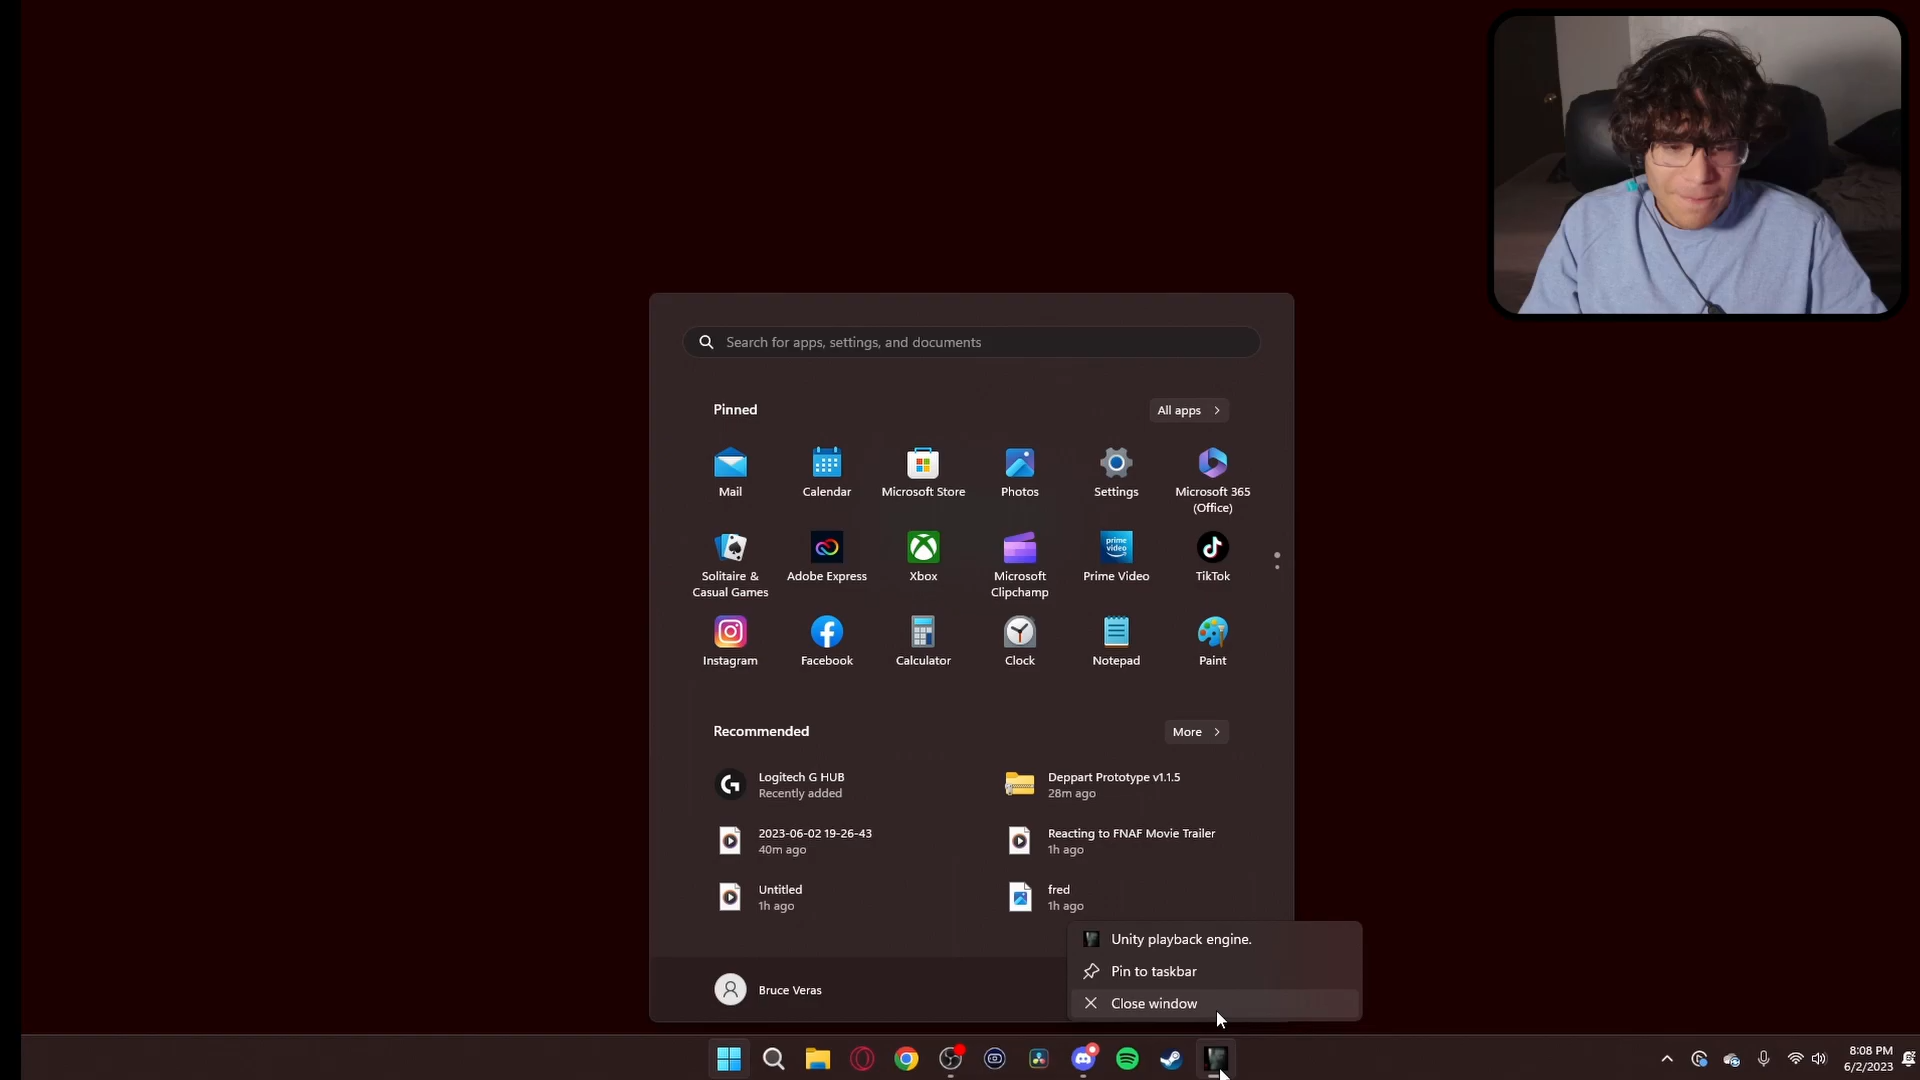 Search for apps, settings, and documents
Pinned
All apps
Mail
Calendar
Microsoft Store
Photos
Settings
Microsoft 365
(Office)
Solitaire &
Casual Games
Adobe Express
Xbox
Microsoft
Clipchamp
prime
video
Prime Video
TikTok
Instagram
Facebook
Calculator
Clock
Notepad
Paint
Recommended
More
Logitech G HUB
Recently added
Deppart Prototype v1.1.5
28m ago
2023-06-02 19-26-43
40m ago
Reacting to FNAF Movie Trailer
1h ago
Untitled
1h ago
fred
1h ago
Unity playback engine.
Pin to taskbar
Close window
Bruce Veras
8:08 PM
6/2/2023